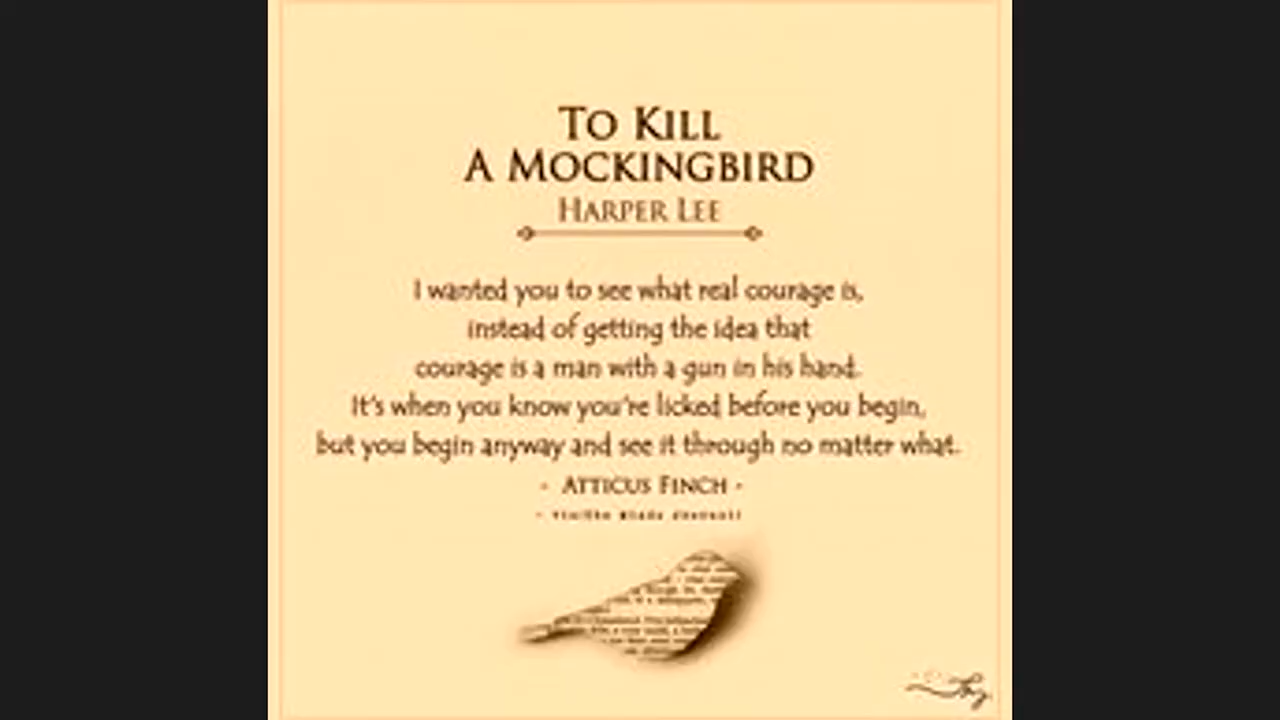 TO KILL
A MOCKINGBIRD
HARPER LEE
I wanted you to see what real courage is,
instead of getting the idea that
courage is a man with a gun in his hand.
It's when you know you're licked before you begin,
but you begin anyway and see it through no matter what.
- ATTICUS FINCH -